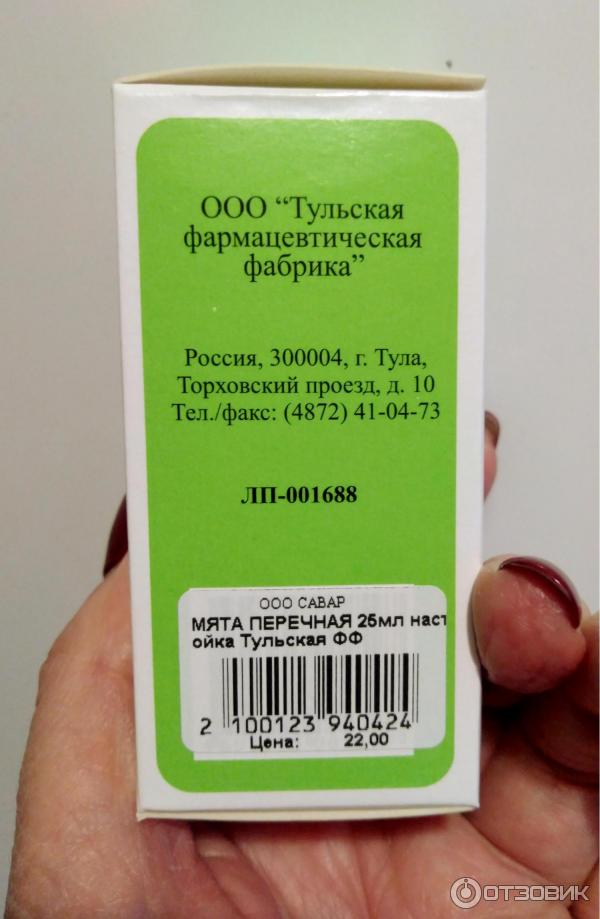 ООО “Тульская
фармацевтическая
фабрика”
Россия, 300004, г. Тула,
Торховский проезд, д. 10
Тел./факс: (4872) 41-04-73
ЛП-001688
ООО САВАР
МЯТА ПЕРЕЧНАЯ 25мл наст
ойка Тульская ФФ
2 100123 940424
Цена: 22,00
ОТЗОВИК